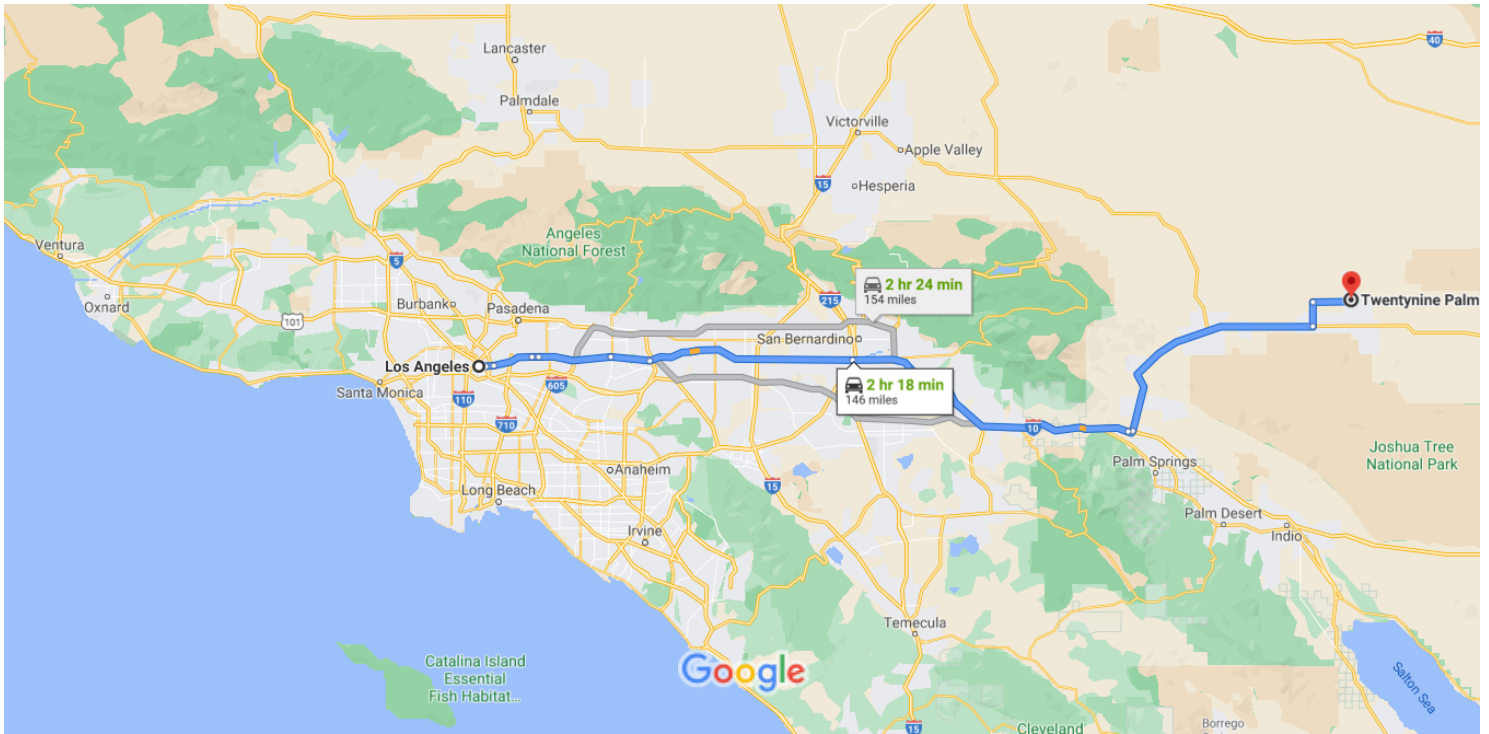 Lancaster
40
Palmdale
Victorville
Apple Valley
15
Hesperia
Angeles
National Forest
Ventura
5
2 hr 24 min
154 miles
Oxnard
Burbank
Pasadena
215
Twentynine Palm
101
San Bernardino
Los Angeles
605
2 hr 18 min
146 miles
Santa Monica
110
710
10
Joshua Tree
National Park
Anaheim
Palm Springs
Long Beach
15
Palm Desert
Irvine
Indio
Temecula
Catalina Island
Essential
Fish Habitat...
Google
Salton Sea
15
Cleveland
Borrego